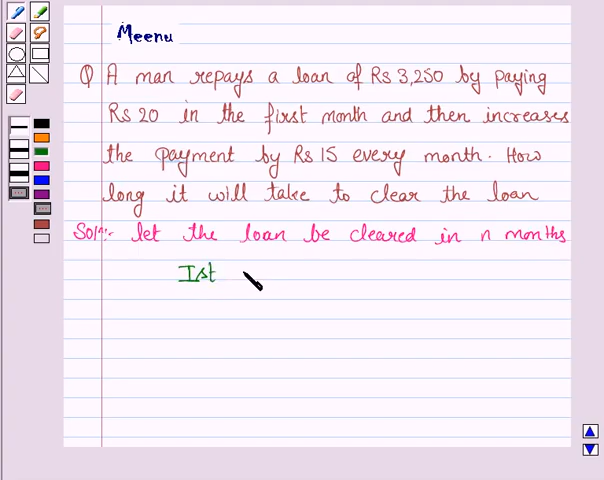 Meenu
Q A man repays a loan of Rs 3,250 by paying
Rs 20 in the first month and then increases
the payment by Rs 15 every month. How
long it will take to clear the loan
Solⁿ:- let the loan be cleared in n months
Ist